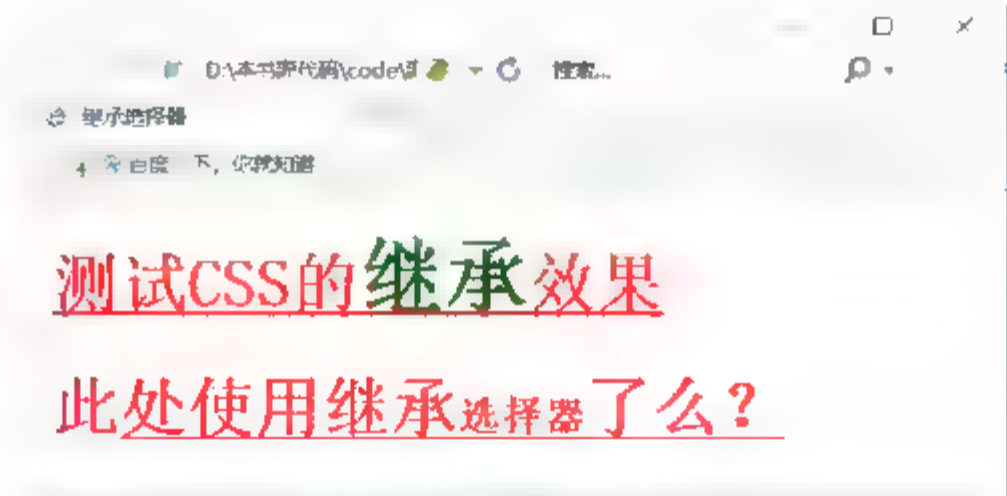 D:\本书源代码\code\ 搜索...
继承选择器
百度一下，你就知道
测试CSS的继承效果
此处使用继承选择器了么？